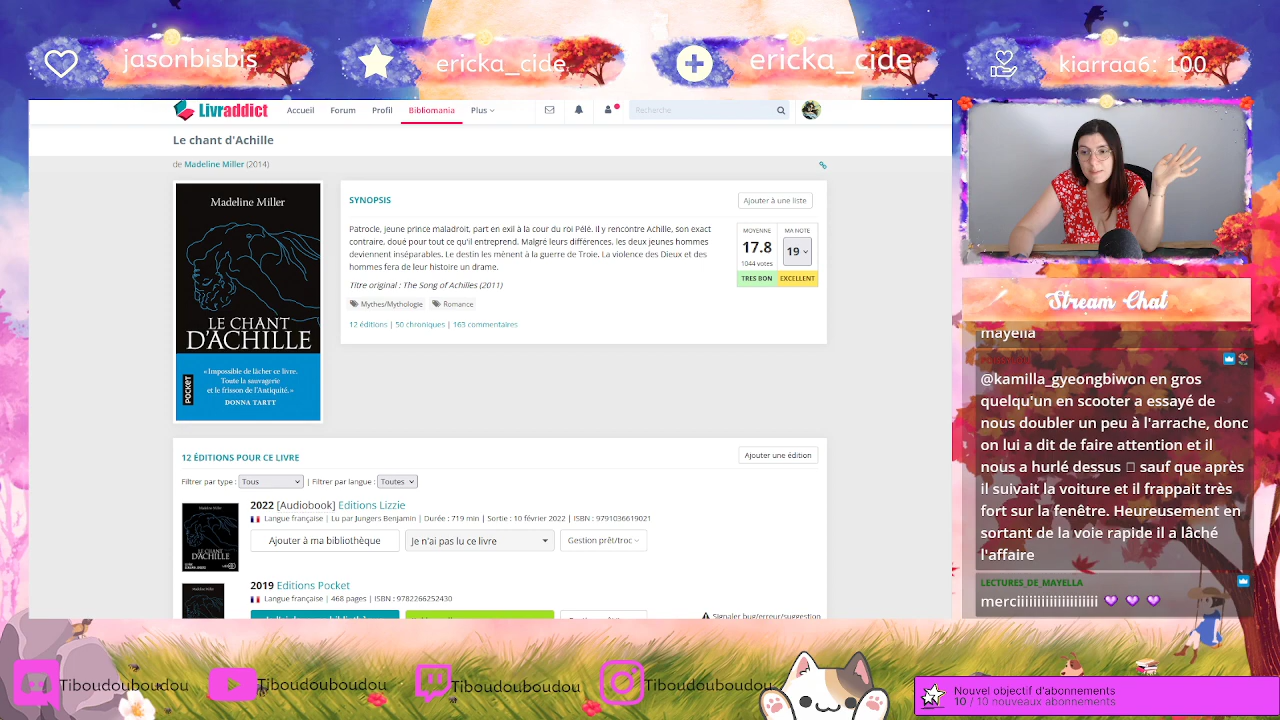 jasonbisbis
ericka_cide
ericka_cide
kiarraa6: 100
Livraddict
Accueil
Forum
Profil
Bibliomania
Plus
Recherche
Le chant d'Achille
de Madeline Miller (2014)
Madeline Miller
LE CHANT
D'ACHILLE
« Impossible de lâcher ce livre.
Toute la sauvagerie
et le frisson de l'Antiquité. »
DONNA TARTT
POCKET
SYNOPSIS
Ajouter à une liste
Patrocle, jeune prince maladroit, part en exil à la cour du roi Pélé. Il y rencontre Achille, son exact
contraire, doué pour tout ce qu'il entreprend. Malgré leurs différences, les deux jeunes hommes
deviennent inséparables. Le destin les mènent à la guerre de Troie. La violence des Dieux et des
hommes fera de leur histoire un drame.
Titre original : The Song of Achilles (2011)
Mythes/Mythologie
Romance
12 éditions | 50 chroniques | 163 commentaires
MOYENNE
17.8
1044 votes
TRES BON
MA NOTE
19
EXCELLENT
12 ÉDITIONS POUR CE LIVRE
Ajouter une édition
Filtrer par type : Tous | Filtrer par langue : Toutes
2022 [Audiobook] Editions Lizzie
Langue française | Lu par Jungers Benjamin | Durée : 719 min | Sortie : 10 février 2022 | ISBN : 9791036619021
Ajouter à ma bibliothèque
Je n'ai pas lu ce livre
Gestion prêt/troc
2019 Editions Pocket
Langue française | 468 pages | ISBN : 9782266252430
Signaler bug/erreur/suggestion
Stream Chat
mayella
@kamilla_gyeongbiwon en gros
quelqu'un en scooter a essayé de
nous doubler un peu à l'arrache, donc
on lui a dit de faire attention et il
nous a hurlé dessus sauf que après
il suivait la voiture et il frappait très
fort sur la fenêtre. Heureusement en
sortant de la voie rapide il a lâché
l'affaire
LECTURES_DE_MAYELLA
merciiiiiiiiiiiiiiiiiii
Tiboudouboudou
Tiboudouboudou
Tiboudouboudou
Tiboudouboudou
Nouvel objectif d'abonnements
10 / 10 nouveaux abonnements